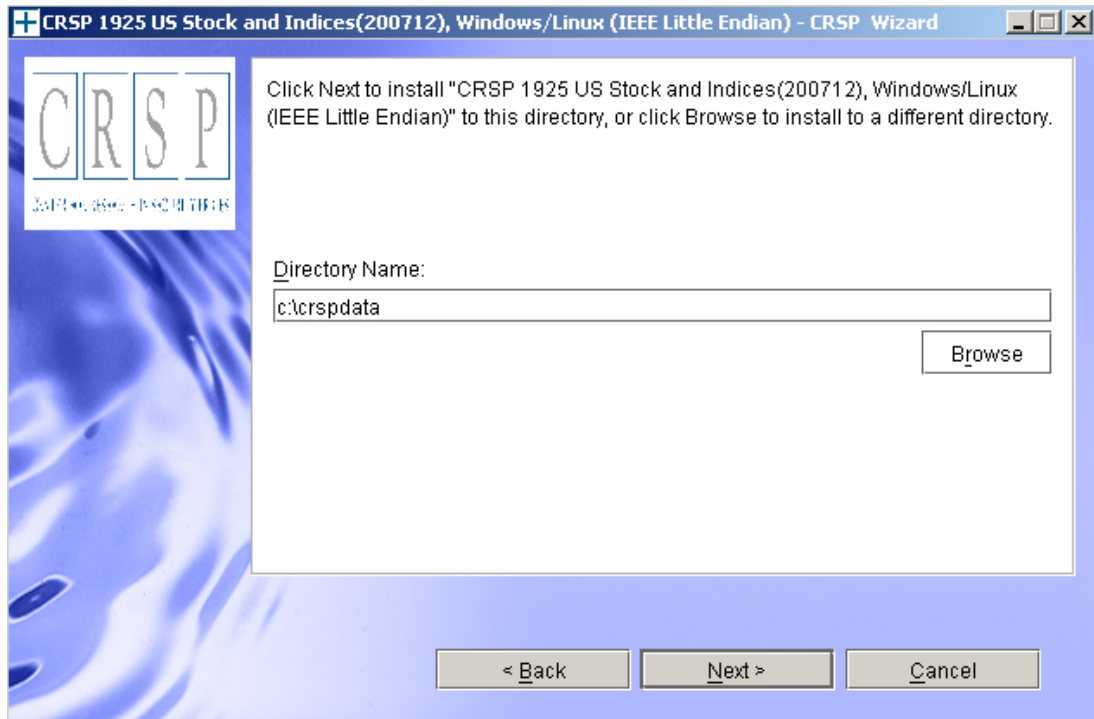 CRSP 1925 US Stock and Indices(200712), Windows/Linux (IEEE Little Endian) - CRSP Wizard
CRSP
Click Next to install "CRSP 1925 US Stock and Indices(200712), Windows/Linux
(IEEE Little Endian)" to this directory, or click Browse to install to a different directory.
Directory Name:
c:\crspdata
Browse
< Back
Next >
Cancel